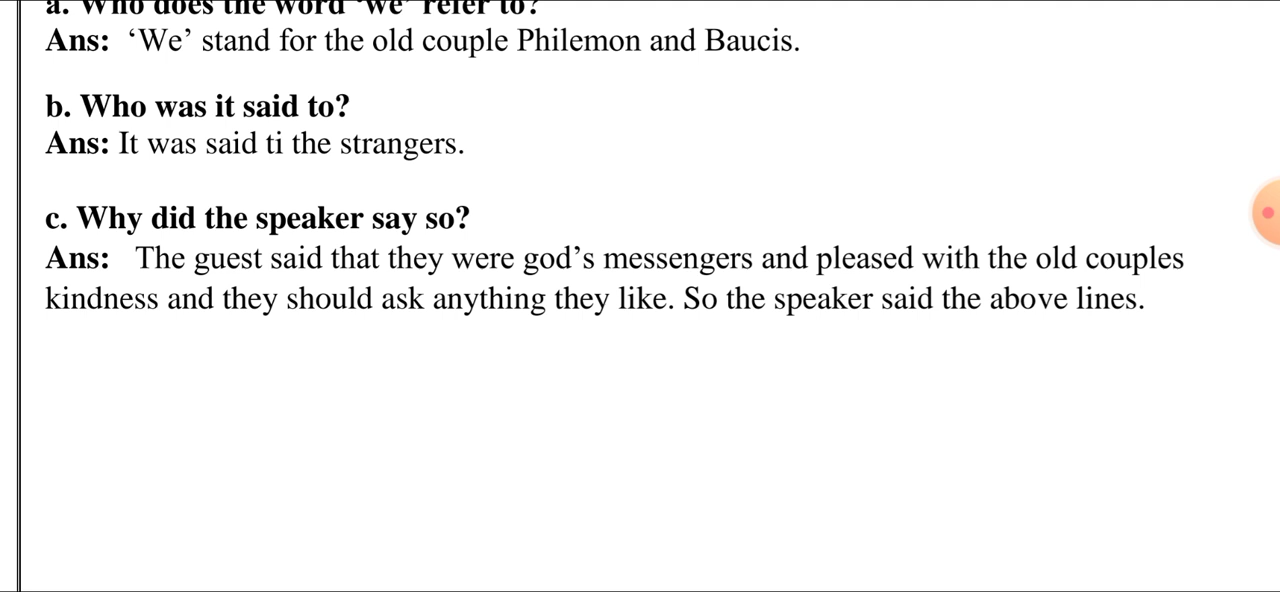 a. Who does the word ‘we’ refer to?
Ans: ‘We’ stand for the old couple Philemon and Baucis.
b. Who was it said to?
Ans: It was said ti the strangers.
c. Why did the speaker say so?
Ans: The guest said that they were god’s messengers and pleased with the old couples
kindness and they should ask anything they like. So the speaker said the above lines.